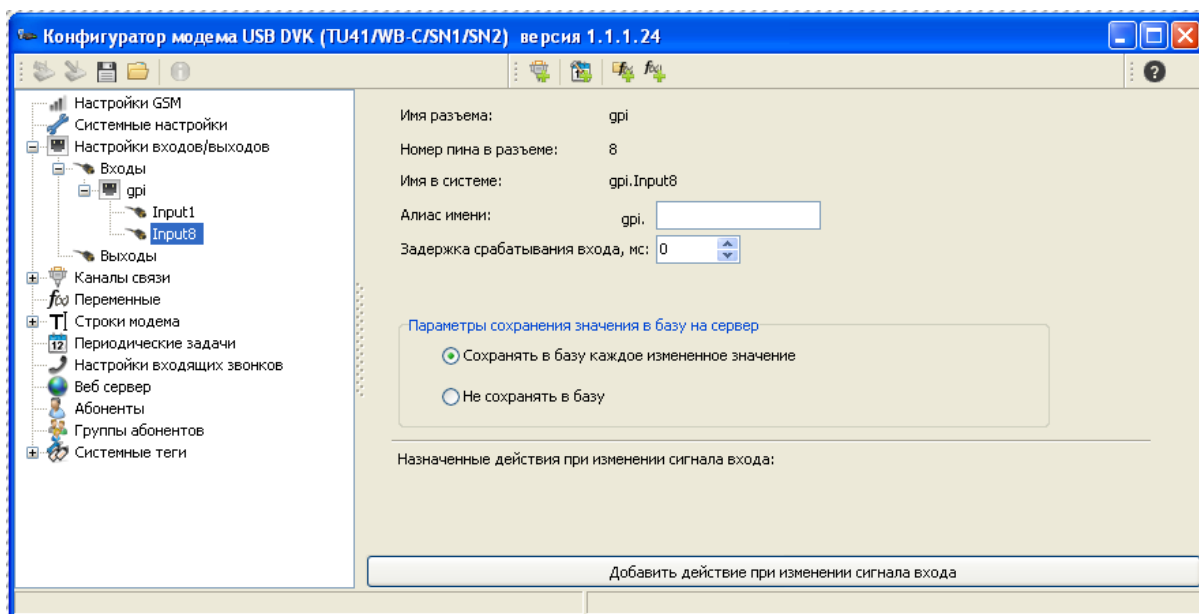 Конфигуратор модема USB DVK (TU41/WB-C/SN1/SN2) версия 1.1.1.24
Настройки GSM
Системные настройки
Настройки входов/выходов
Входы
gpi
Input1
Input8
Выходы
Каналы связи
f(x) Переменные
Строки модема
12 Периодические задачи
Настройки входящих звонков
Веб сервер
Абоненты
Группы абонентов
Системные теги
Имя разъема: gpi
Номер пина в разъеме: 8
Имя в системе: gpi.Input8
Алиас имени: gpi.
Задержка срабатывания входа, мс: 0
Параметры сохранения значения в базу на сервер
Сохранять в базу каждое измененное значение
Не сохранять в базу
Назначенные действия при изменении сигнала входа:
Добавить действие при изменении сигнала входа